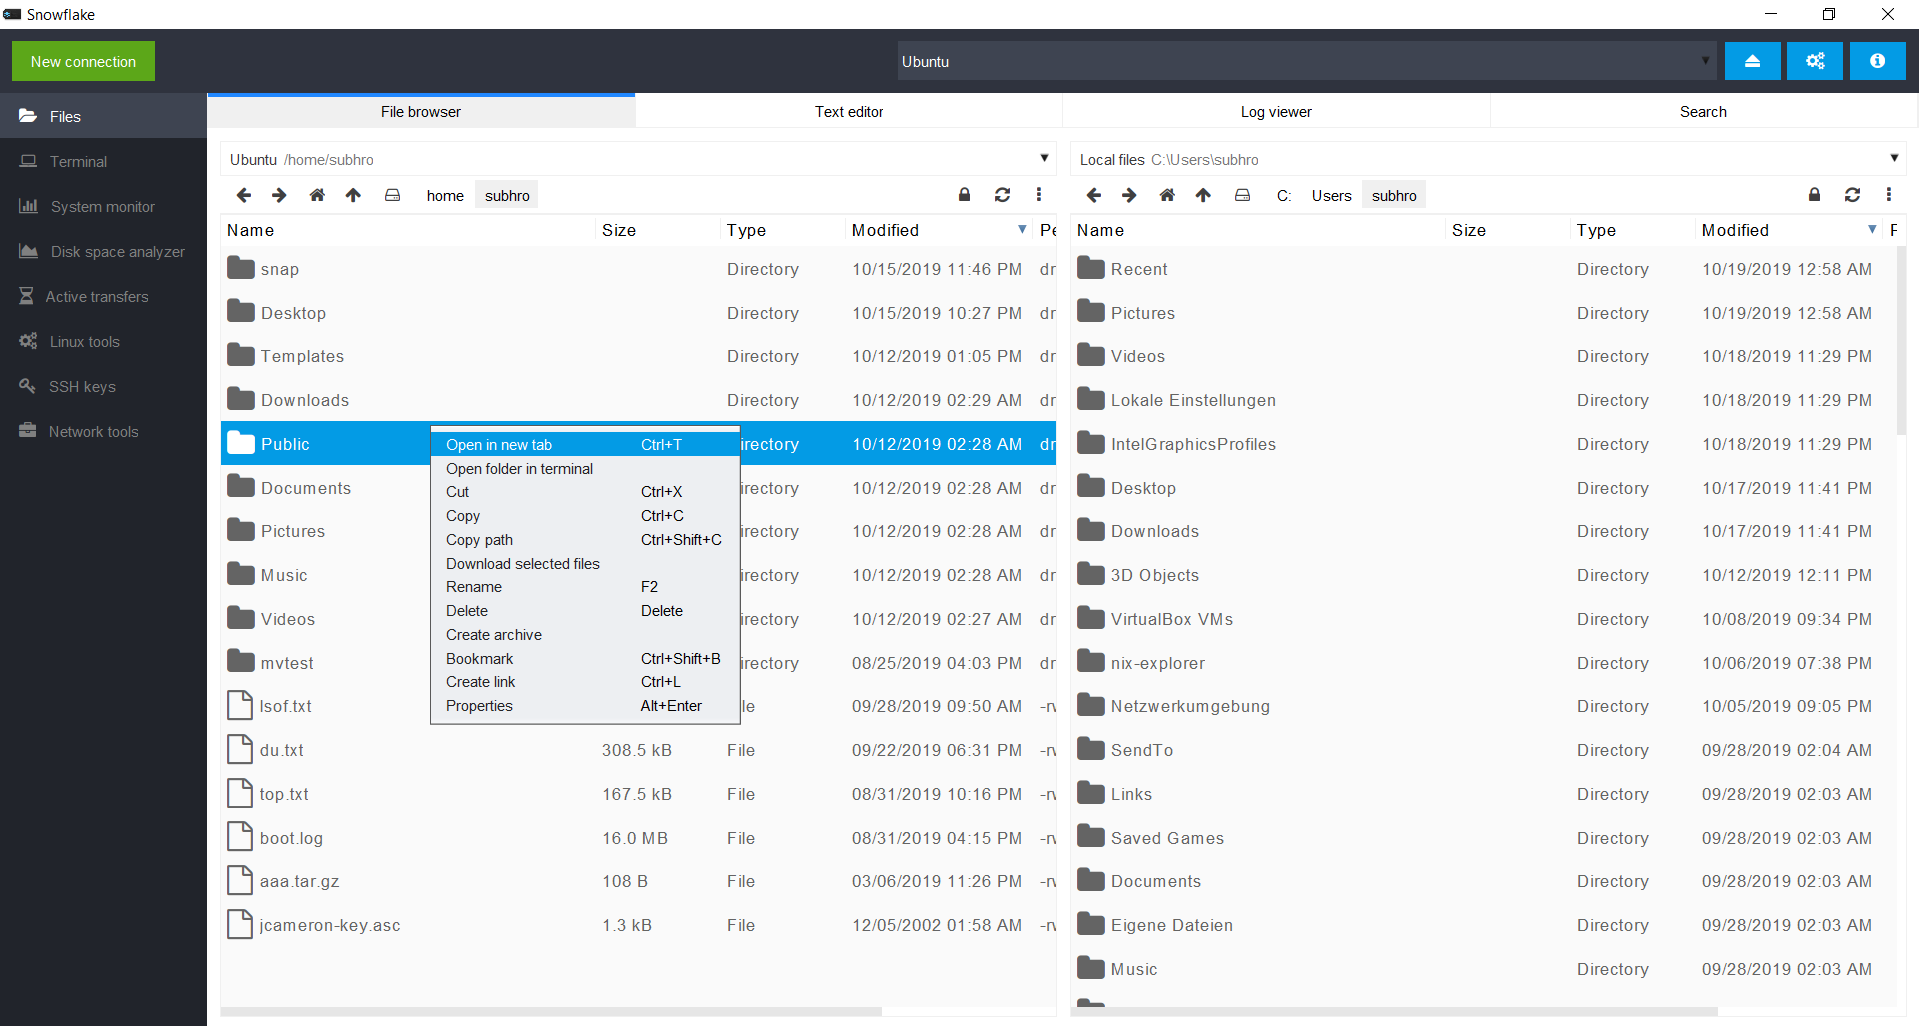 Snowflake
New connection
Ubuntu
Files
Terminal
System monitor
Disk space analyzer
Active transfers
Linux tools
SSH keys
Network tools
File browser Text editor Log viewer Search
Ubuntu /home/subhro
home subhro
Name Size Type Modified Pe
snap Directory 10/15/2019 11:46 PM dr
Desktop Directory 10/15/2019 10:27 PM dr
Templates Directory 10/12/2019 01:05 PM dr
Downloads Directory 10/12/2019 02:29 AM dr
Public irectory 10/12/2019 02:28 AM dr
Documents irectory 10/12/2019 02:28 AM dr
Pictures irectory 10/12/2019 02:28 AM dr
Music irectory 10/12/2019 02:28 AM dr
Videos irectory 10/12/2019 02:27 AM dr
mvtest irectory 08/25/2019 04:03 PM dr
lsof.txt le 09/28/2019 09:50 AM -rv
du.txt 308.5 kB File 09/22/2019 06:31 PM -rv
top.txt 167.5 kB File 08/31/2019 10:16 PM -rv
boot.log 16.0 MB File 08/31/2019 04:15 PM -rv
aaa.tar.gz 108 B File 03/06/2019 11:26 PM -rv
jcameron-key.asc 1.3 kB File 12/05/2002 01:58 AM -rv
Open in new tab Ctrl+T
Open folder in terminal
Cut Ctrl+X
Copy Ctrl+C
Copy path Ctrl+Shift+C
Download selected files
Rename F2
Delete Delete
Create archive
Bookmark Ctrl+Shift+B
Create link Ctrl+L
Properties Alt+Enter
Local files C:\Users\subhro
C: Users subhro
Name Size Type Modified F
Recent Directory 10/19/2019 12:58 AM
Pictures Directory 10/19/2019 12:58 AM
Videos Directory 10/18/2019 11:29 PM
Lokale Einstellungen Directory 10/18/2019 11:29 PM
IntelGraphicsProfiles Directory 10/18/2019 11:29 PM
Desktop Directory 10/17/2019 11:41 PM
Downloads Directory 10/17/2019 11:41 PM
3D Objects Directory 10/12/2019 12:11 PM
VirtualBox VMs Directory 10/08/2019 09:34 PM
nix-explorer Directory 10/06/2019 07:38 PM
Netzwerkumgebung Directory 10/05/2019 09:05 PM
SendTo Directory 09/28/2019 02:04 AM
Links Directory 09/28/2019 02:03 AM
Saved Games Directory 09/28/2019 02:03 AM
Documents Directory 09/28/2019 02:03 AM
Eigene Dateien Directory 09/28/2019 02:03 AM
Music Directory 09/28/2019 02:03 AM